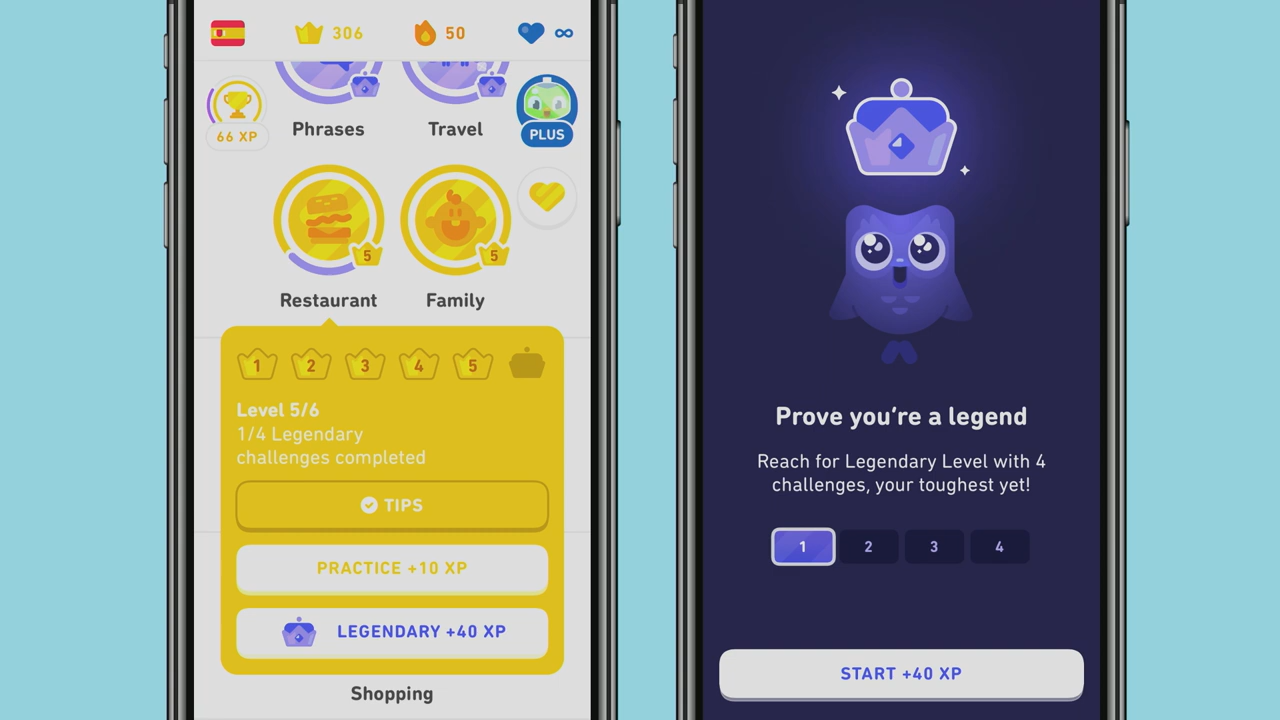 306
50
∞
66 XP
Phrases
Travel
PLUS
5
5
Restaurant
Family
1
2
3
4
5
Level 5/6
1/4 Legendary
challenges completed
TIPS
PRACTICE +10 XP
LEGENDARY +40 XP
Shopping
Prove you’re a legend
Reach for Legendary Level with 4
challenges, your toughest yet!
1
2
3
4
START +40 XP